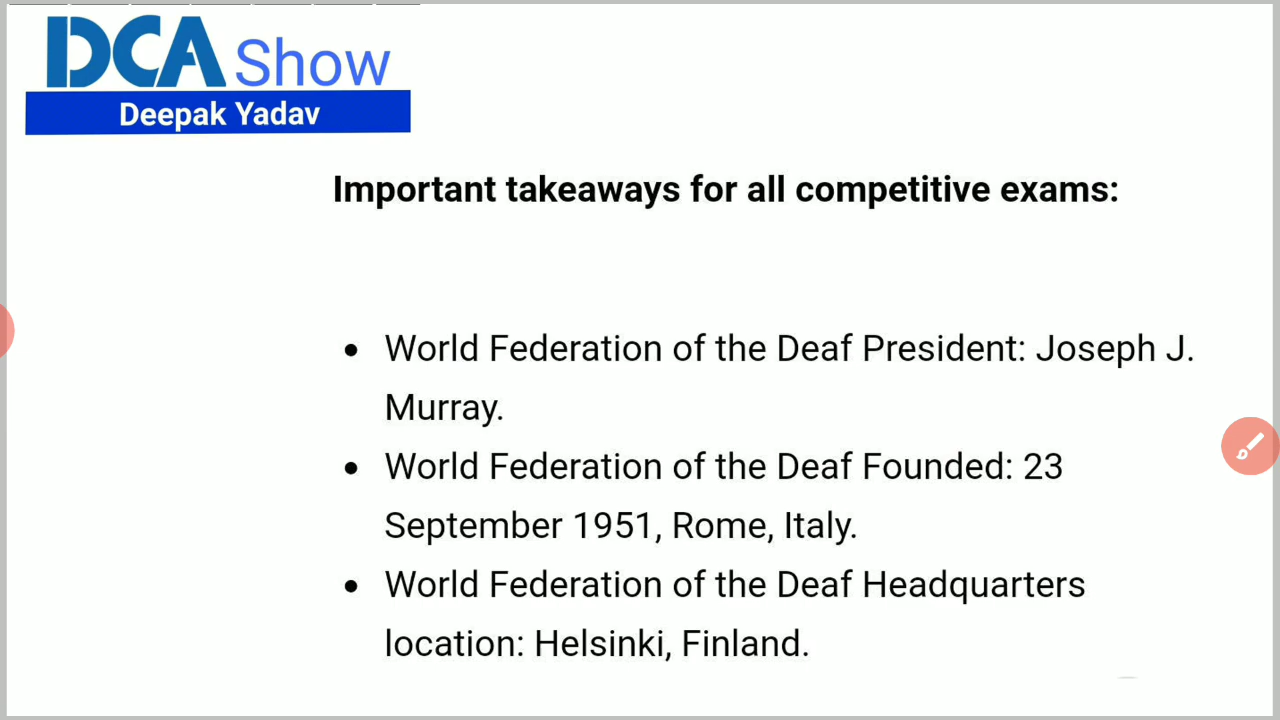 DCA Show
Deepak Yadav
Important takeaways for all competitive exams:
• World Federation of the Deaf President: Joseph J.
Murray.
• World Federation of the Deaf Founded: 23
September 1951, Rome, Italy.
• World Federation of the Deaf Headquarters
location: Helsinki, Finland.